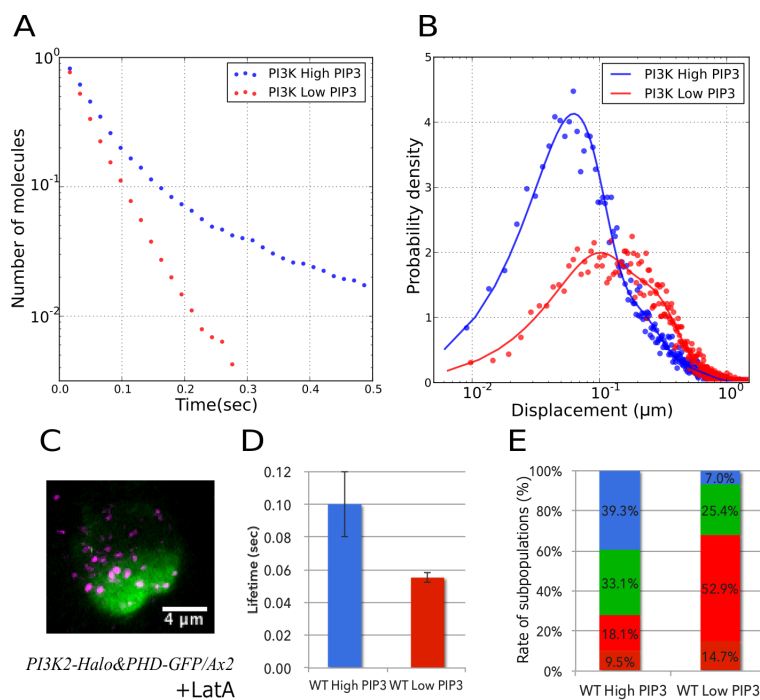 A
PI3K High PIP3
PI3K Low PIP3
10^0
10^-1
10^-2
Number of molecules
0.0 0.1 0.2 0.3 0.4 0.5
Time(sec)
B
PI3K High PIP3
PI3K Low PIP3
5
4
3
2
1
0
Probability density
10^-2 10^-1 10^0
Displacement (μm)
C
4 μm
PI3K2-Halo&PHD-GFP/Ax2
+LatA
D
0.12
0.10
0.08
0.06
0.04
0.02
0.00
Lifetime (sec)
WT High PIP3 WT Low PIP3
E
100%
80%
60%
40%
20%
0%
Rate of subpopulations (%)
39.3%
33.1%
18.1%
9.5%
7.0%
25.4%
52.9%
14.7%
WT High PIP3 WT Low PIP3